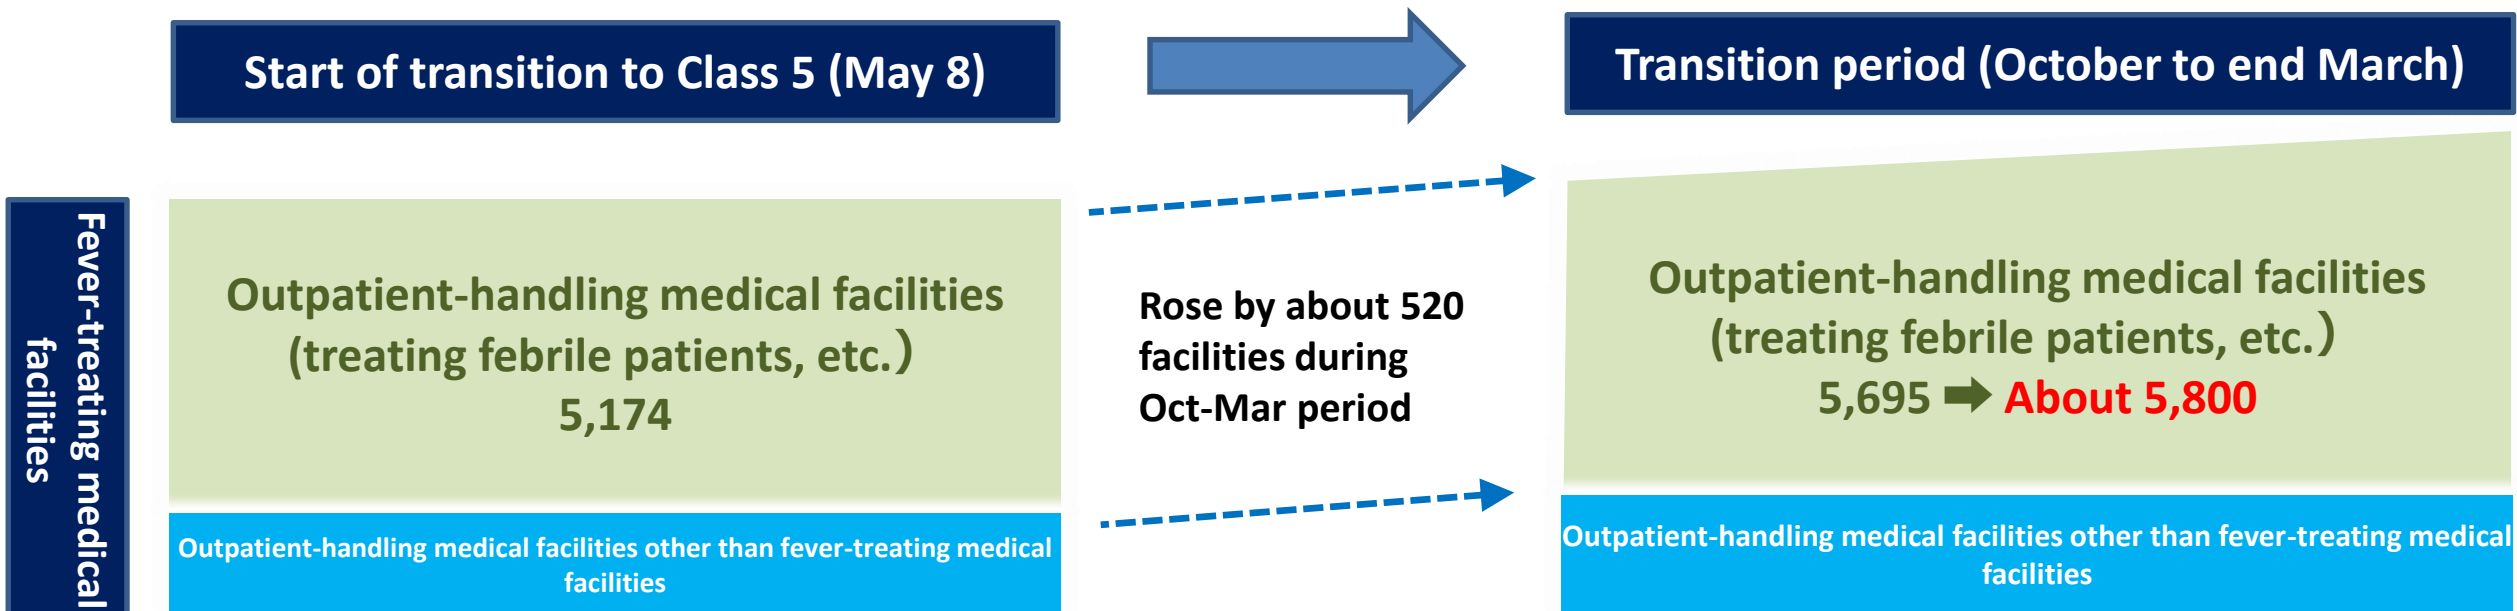 Start of transition to Class 5 (May 8)
Transition period (October to end March)
Fever-treating medical
facilities
Outpatient-handling medical facilities
(treating febrile patients, etc.）
5,174
Rose by about 520
facilities during
Oct-Mar period
Outpatient-handling medical facilities
(treating febrile patients, etc.）
5,695 ➡ About 5,800
Outpatient-handling medical facilities other than fever-treating medical
facilities
Outpatient-handling medical facilities other than fever-treating medical
facilities